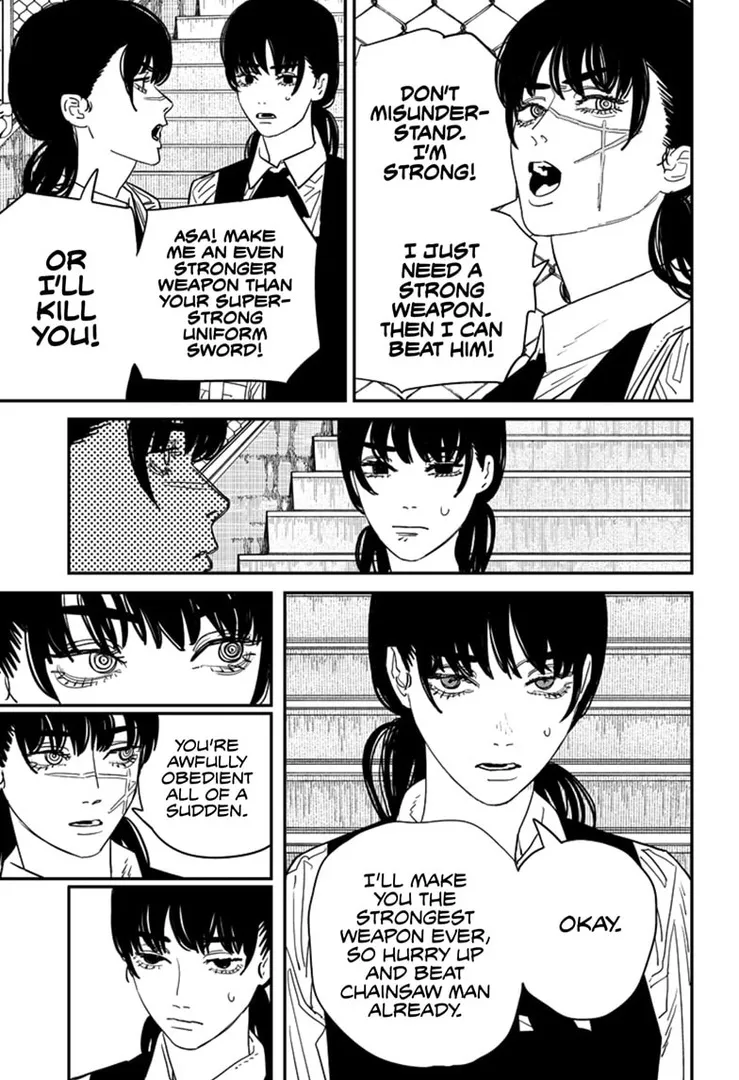 DON'T
MISUNDER-
STAND.
I'M
STRONG!
I JUST
NEED A
STRONG
WEAPON.
THEN I CAN
BEAT HIM!
ASA! MAKE
ME AN EVEN
STRONGER
WEAPON THAN
YOUR SUPER-
STRONG
UNIFORM
SWORD!
OR
I'LL
KILL
YOU!
OKAY.
I'LL MAKE
YOU THE
STRONGEST
WEAPON EVER,
SO HURRY UP
AND BEAT
CHAINSAW MAN
ALREADY.
YOU'RE
AWFULLY
OBEDIENT
ALL OF A
SUDDEN.